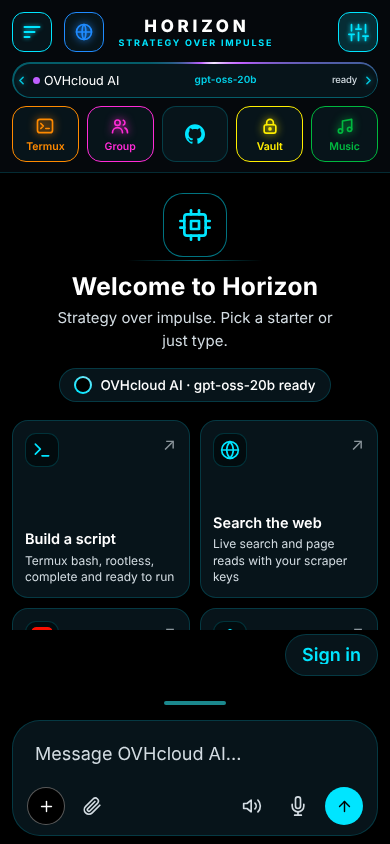 HORIZON
STRATEGY OVER IMPULSE
OVHcloud AI gpt-oss-20b ready
Termux Group Vault Music
Welcome to Horizon
Strategy over impulse. Pick a starter or
just type.
OVHcloud AI · gpt-oss-20b ready
Build a script
Termux bash, rootless,
complete and ready to run
Search the web
Live search and page
reads with your scraper
keys
Sign in
Message OVHcloud AI...